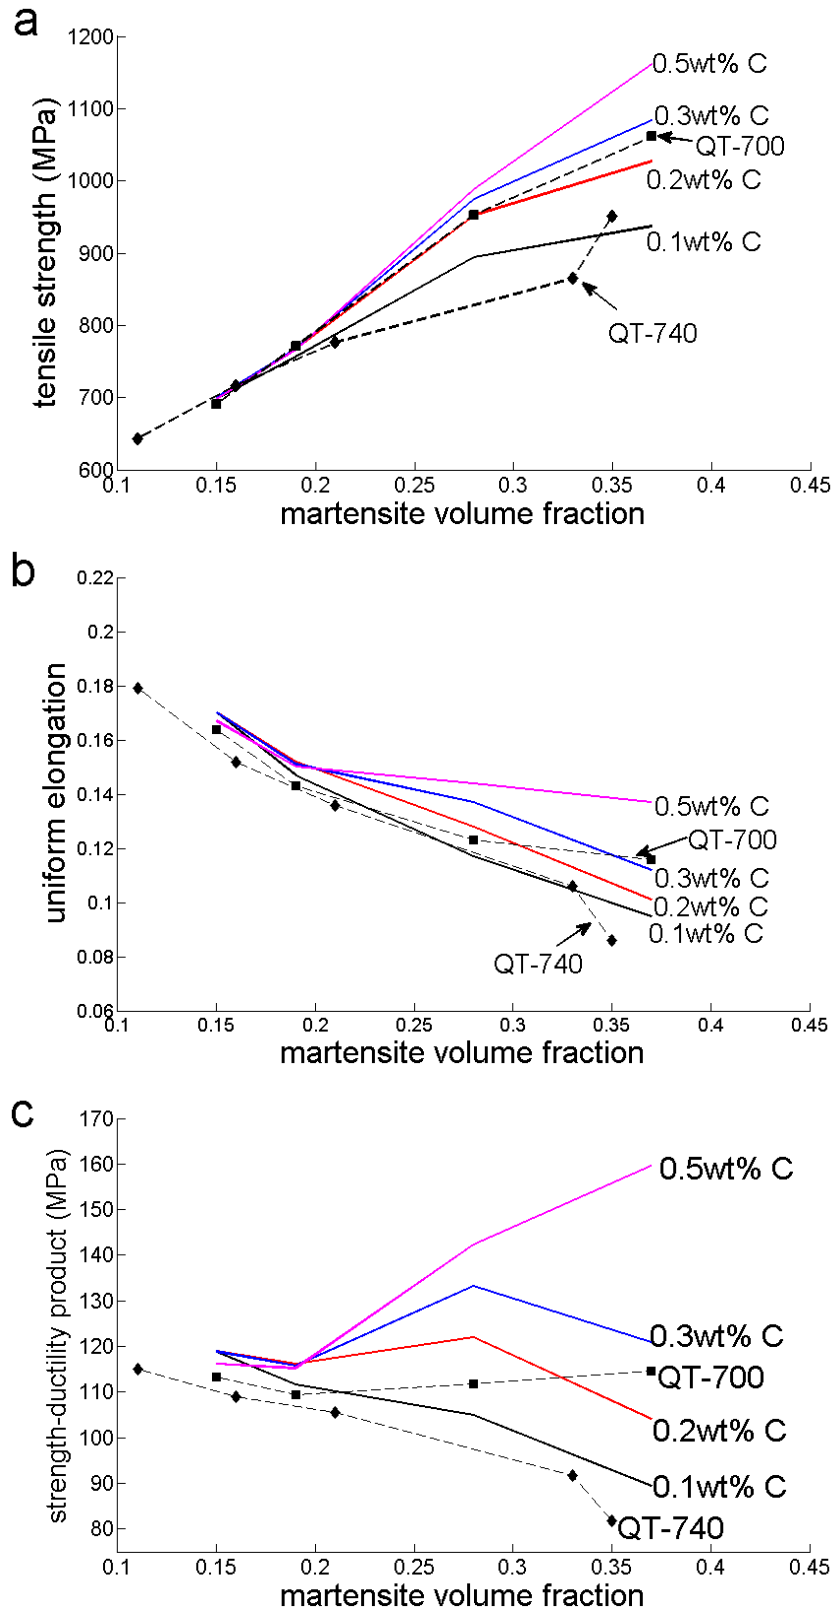 a
1200
1100
1000
900
800
700
600
tensile strength (MPa)
0.5wt% C
0.3wt% C
QT-700
0.2wt% C
0.1wt% C
QT-740
0.1 0.15 0.2 0.25 0.3 0.35 0.4 0.45
martensite volume fraction
b
0.22
0.2
0.18
0.16
0.14
0.12
0.1
0.08
0.06
uniform elongation
0.5wt% C
QT-700
0.3wt% C
0.2wt% C
0.1wt% C
QT-740
0.1 0.15 0.2 0.25 0.3 0.35 0.4 0.45
martensite volume fraction
c
170
160
150
140
130
120
110
100
90
80
strength-ductility product (MPa)
0.5wt% C
0.3wt% C
QT-700
0.2wt% C
0.1wt% C
QT-740
0.1 0.15 0.2 0.25 0.3 0.35 0.4 0.45
martensite volume fraction